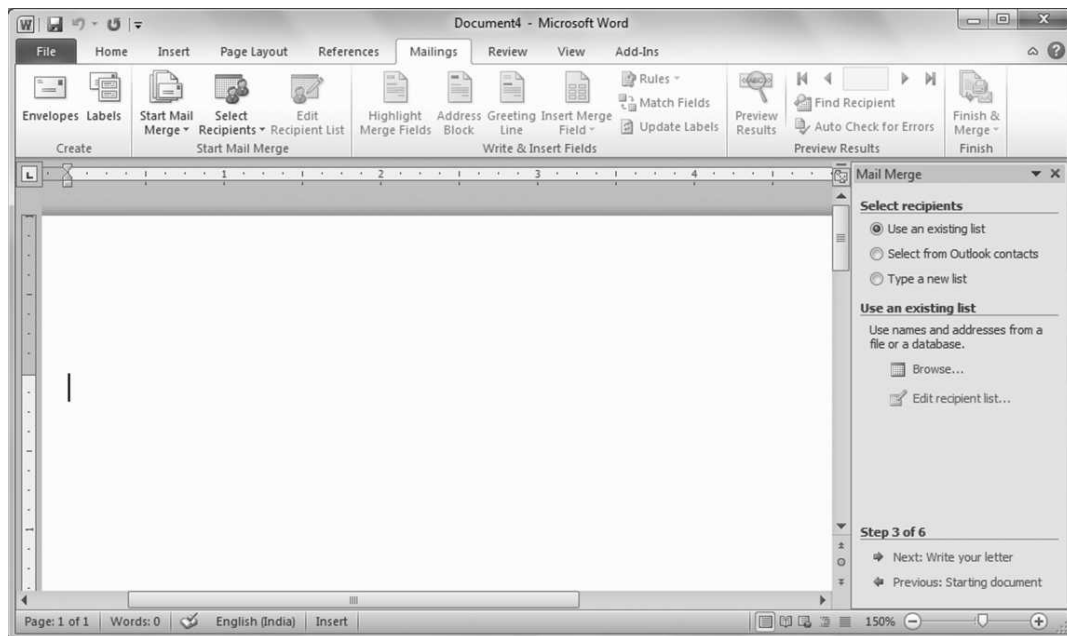 Document4 - Microsoft Word
File Home Insert Page Layout References Mailings Review View Add-Ins
Envelopes Labels
Create
Start Mail Merge
Select Recipients
Edit Recipient List
Start Mail Merge
Highlight Merge Fields
Address Block
Greeting Line
Insert Merge Field
Rules
Match Fields
Update Labels
Write & Insert Fields
Preview Results
Find Recipient
Auto Check for Errors
Preview Results
Finish & Merge
Finish
1 2 3 4
Mail Merge
Select recipients
Use an existing list
Select from Outlook contacts
Type a new list
Use an existing list
Use names and addresses from a
file or a database.
Browse...
Edit recipient list...
Step 3 of 6
Next: Write your letter
Previous: Starting document
Page: 1 of 1 Words: 0 English (India) Insert 150%